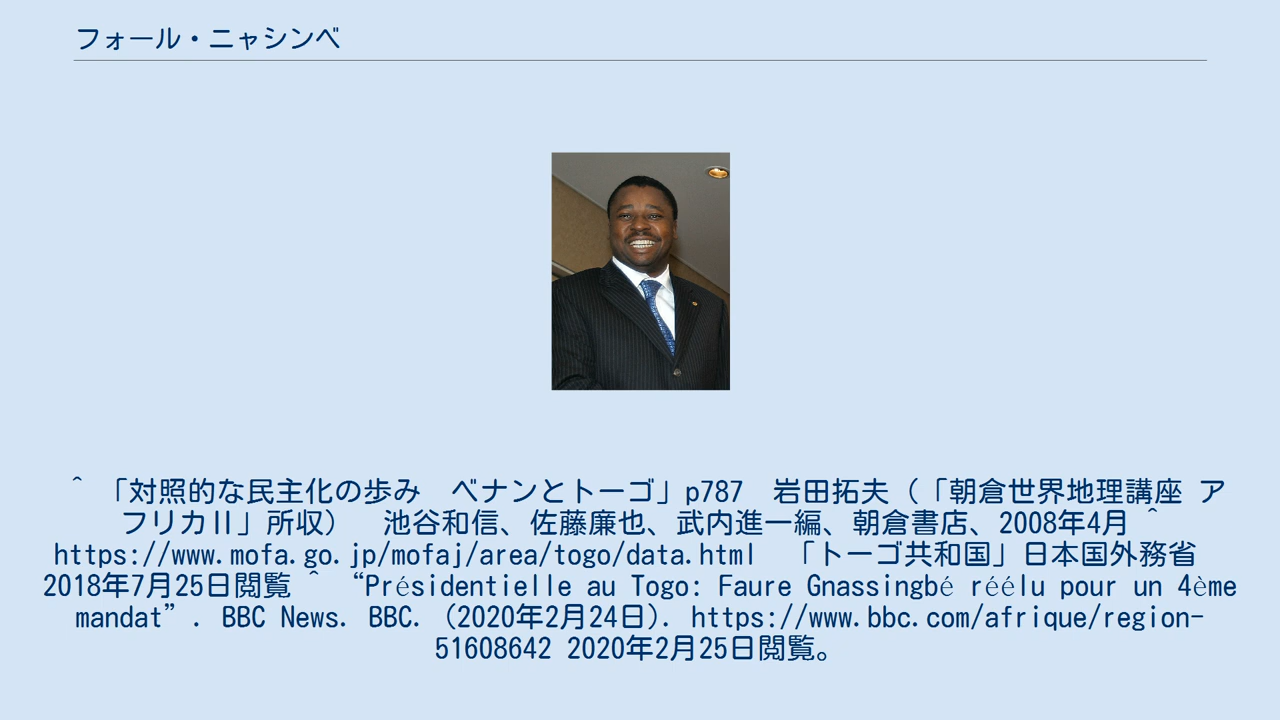 フォール・ニャシンベ
^ 「対照的な民主化の歩み　ベナンとトーゴ」p787　岩田拓夫（「朝倉世界地理講座 ア
フリカII」所収）　池谷和信、佐藤廉也、武内進一編、朝倉書店、2008年4月 ^
https://www.mofa.go.jp/mofaj/area/togo/data.html　「トーゴ共和国」日本国外務省
2018年7月25日閲覧 ^ “Présidentielle au Togo: Faure Gnassingbé réélu pour un 4ème
mandat”. BBC News. BBC. (2020年2月24日). https://www.bbc.com/afrique/region-
51608642 2020年2月25日閲覧。